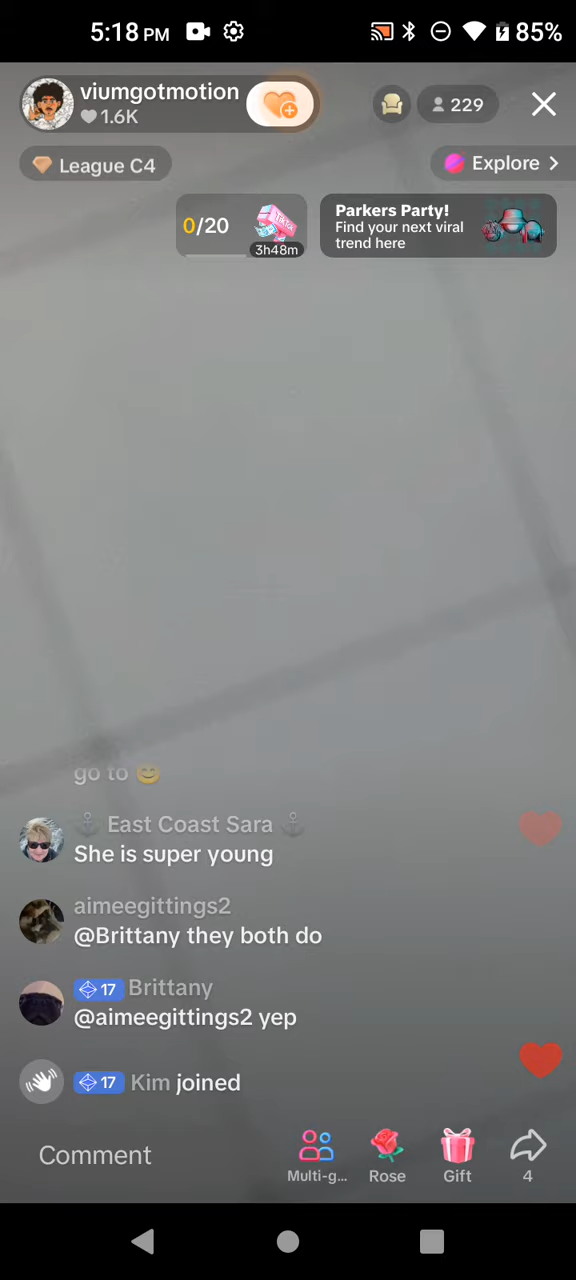 5:18 PM
85%
viumgotmotion
1.6K
229
League C4
Explore >
0/20
TikTok
3h48m
Parkers Party!
Find your next viral
trend here
go to 😊
⚓ East Coast Sara ⚓
She is super young
aimeegittings2
@Brittany they both do
17 Brittany
@aimeegittings2 yep
17 Kim joined
Comment
Multi-g...
Rose
Gift
4